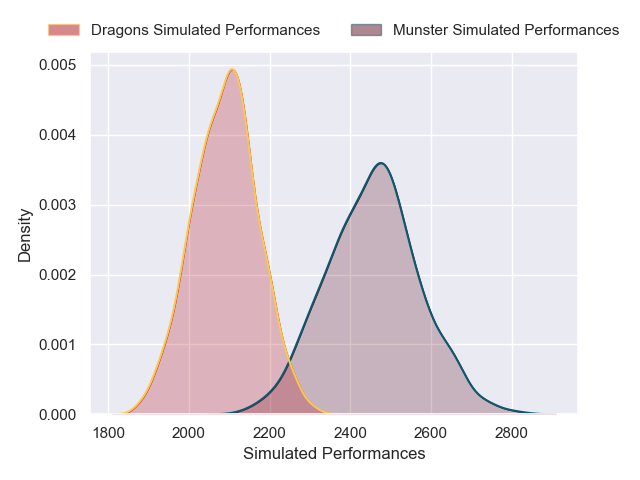 Dragons Simulated Performances Munster Simulated Performances
0.005
0.004
0.003
0.002
0.001
0.000
Density
1800 2000 2200 2400 2600 2800
Simulated Performances